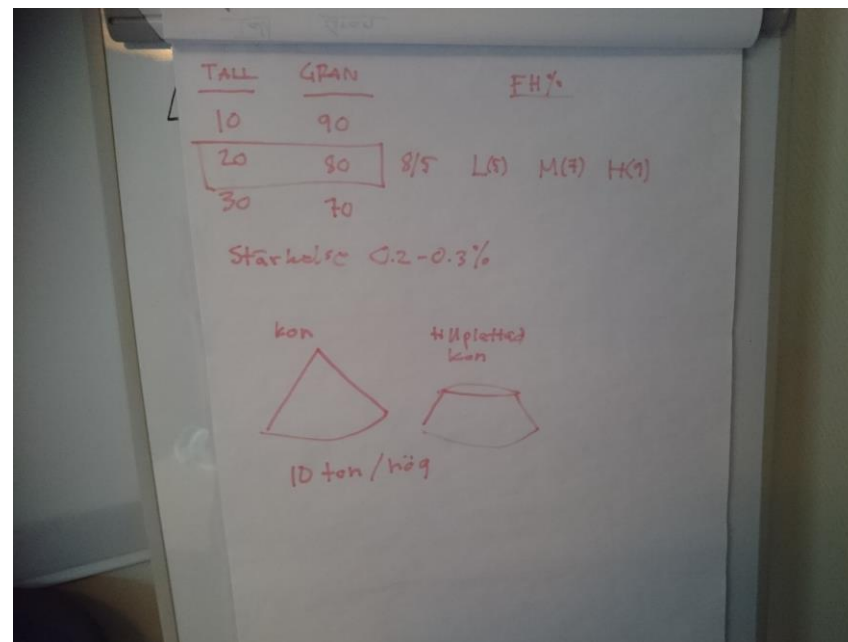 TALL GRAN FH%
10 90
20 80 8/5 L(5) M(7) H(9)
30 70
Stärkelse 0.2-0.3%
kon tillplattad
kon
10 ton/hög